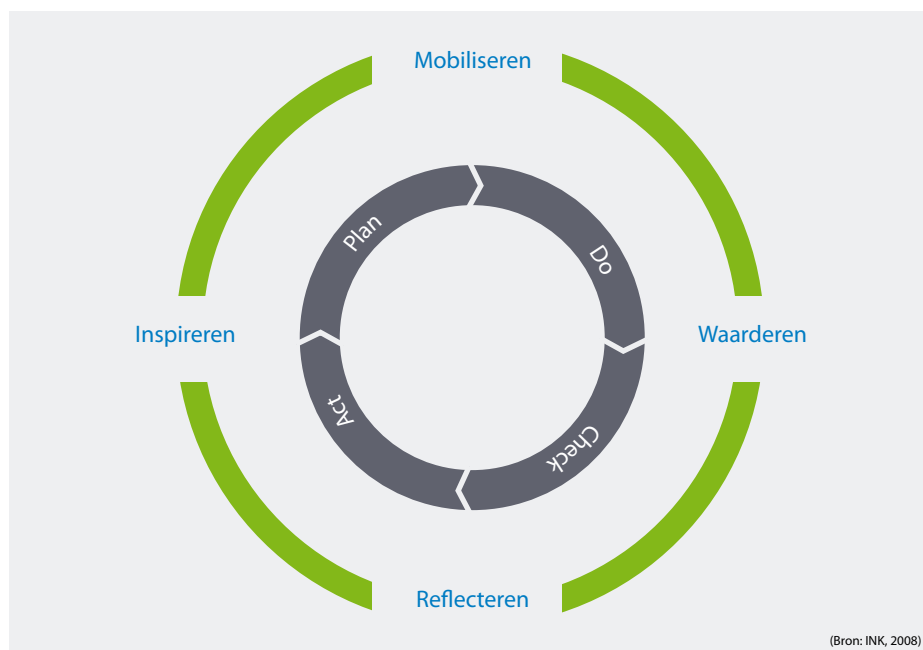 Mobiliseren
Plan
Do
Inspireren
Waarderen
Act
Check
Reflecteren
(Bron: INK, 2008)